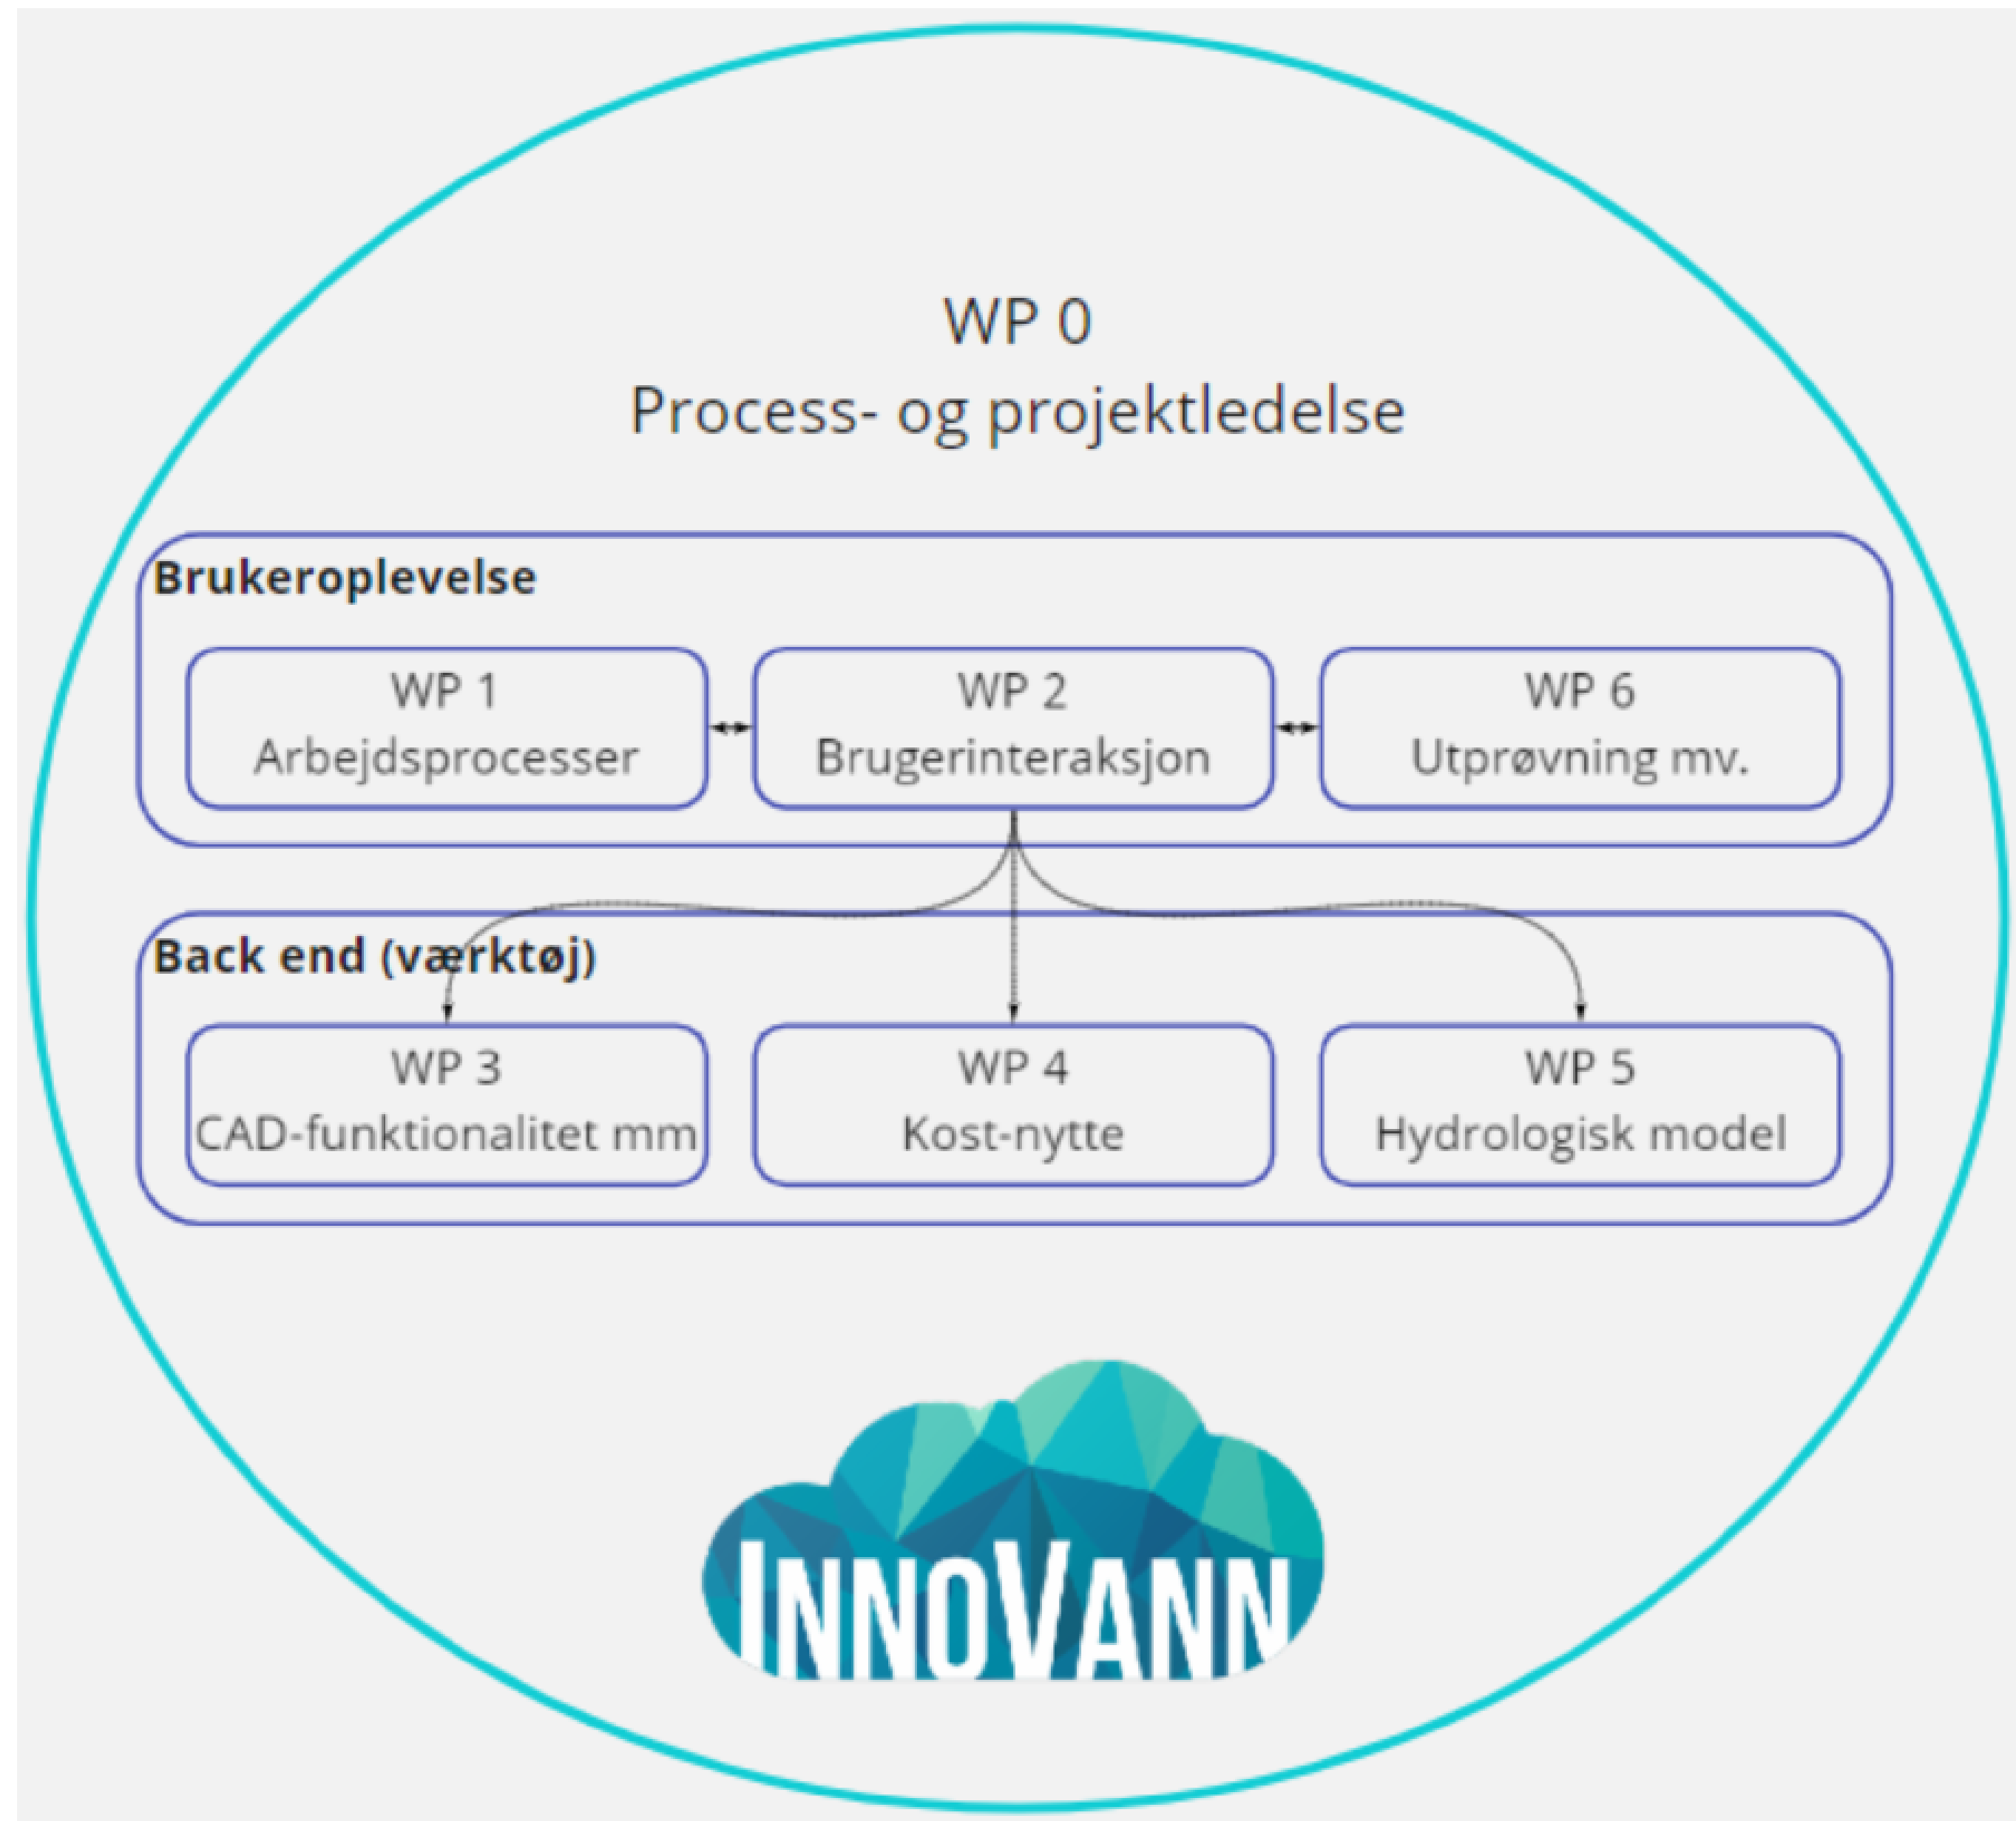 WP 0
Process- og projektledelse
Brukeroplevelse
WP 1
Arbejdsprocesser
WP 2
Brugerinteraksjon
WP 6
Utprøvning mv.
Back end (værktøj)
WP 3
CAD-funktionalitet mm
WP 4
Kost-nytte
WP 5
Hydrologisk model
INNOVANN